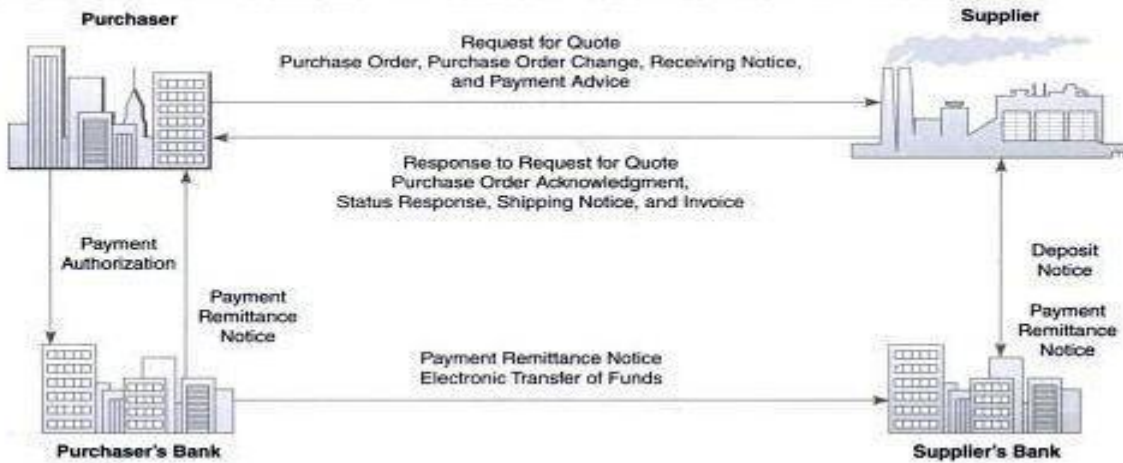 Purchaser
Supplier
Request for Quote
Purchase Order, Purchase Order Change, Receiving Notice,
and Payment Advice
Response to Request for Quote
Purchase Order Acknowledgment,
Status Response, Shipping Notice, and Invoice
Payment
Authorization
Payment
Remittance
Notice
Deposit
Notice
Payment
Remittance
Notice
Payment Remittance Notice
Electronic Transfer of Funds
Purchaser's Bank
Supplier's Bank